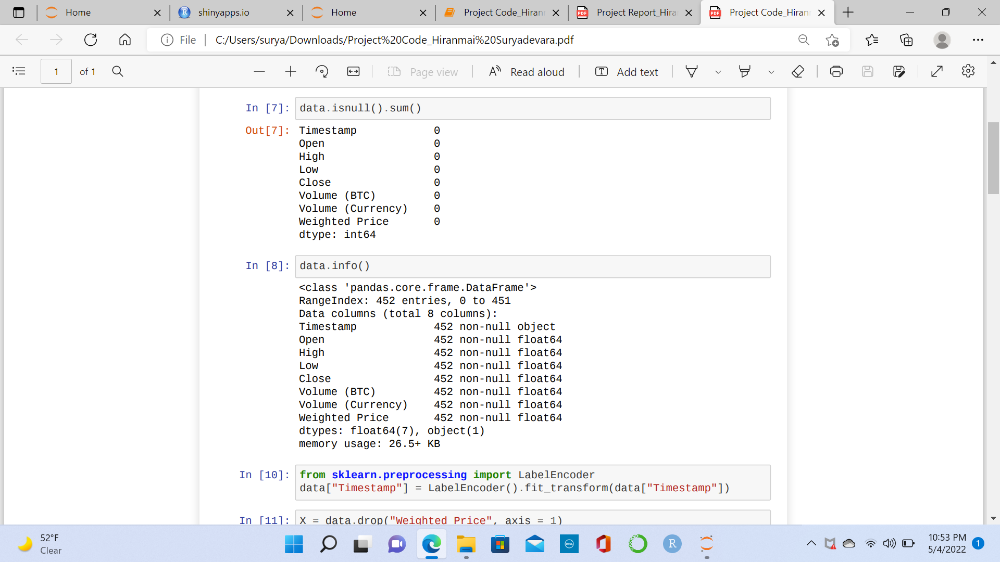 Home
shinyapps.io
Home
Project Code_Hiran
Project Report_Hira
Project Code_Hiran
File
C:/Users/surya/Downloads/Project%20Code_Hiranmai%20Suryadevara.pdf
1 of 1
Page view
Read aloud
Add text
In [7]: data.isnull().sum()
Out[7]: Timestamp 0
Open 0
High 0
Low 0
Close 0
Volume (BTC) 0
Volume (Currency) 0
Weighted Price 0
dtype: int64
In [8]: data.info()
<class 'pandas.core.frame.DataFrame'>
RangeIndex: 452 entries, 0 to 451
Data columns (total 8 columns):
Timestamp 452 non-null object
Open 452 non-null float64
High 452 non-null float64
Low 452 non-null float64
Close 452 non-null float64
Volume (BTC) 452 non-null float64
Volume (Currency) 452 non-null float64
Weighted Price 452 non-null float64
dtypes: float64(7), object(1)
memory usage: 26.5+ KB
In [10]: from sklearn.preprocessing import LabelEncoder
data["Timestamp"] = LabelEncoder().fit_transform(data["Timestamp"])
In [11]: X = data.drop("Weighted Price", axis = 1)
52°F
Clear
10:53 PM
5/4/2022
1